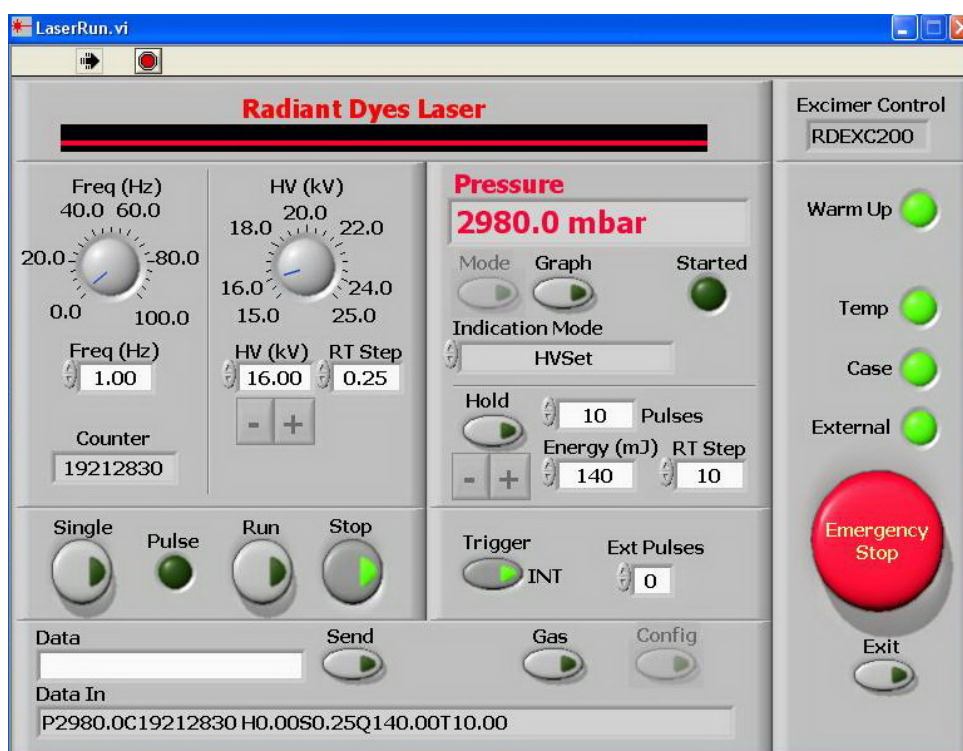 LaserRun.vi
Radiant Dyes Laser
Excimer Control
RDEXC200
Freq (Hz)
40.0 60.0
20.0 80.0
0.0 100.0
Freq (Hz)
1.00
Counter
19212830
HV (kV)
20.0
18.0 22.0
16.0 24.0
15.0 25.0
HV (kV) RT Step
16.00 0.25
- +
Pressure
2980.0 mbar
Mode Graph Started
Indication Mode
HVSet
Hold 10 Pulses
Energy (mJ) RT Step
- + 140 10
Warm Up
Temp
Case
External
Emergency
Stop
Exit
Single Pulse Run Stop
Trigger Ext Pulses
INT 0
Data Send Gas Config
Data In
P2980.0C19212830 H0.00S0.25Q140.00T10.00